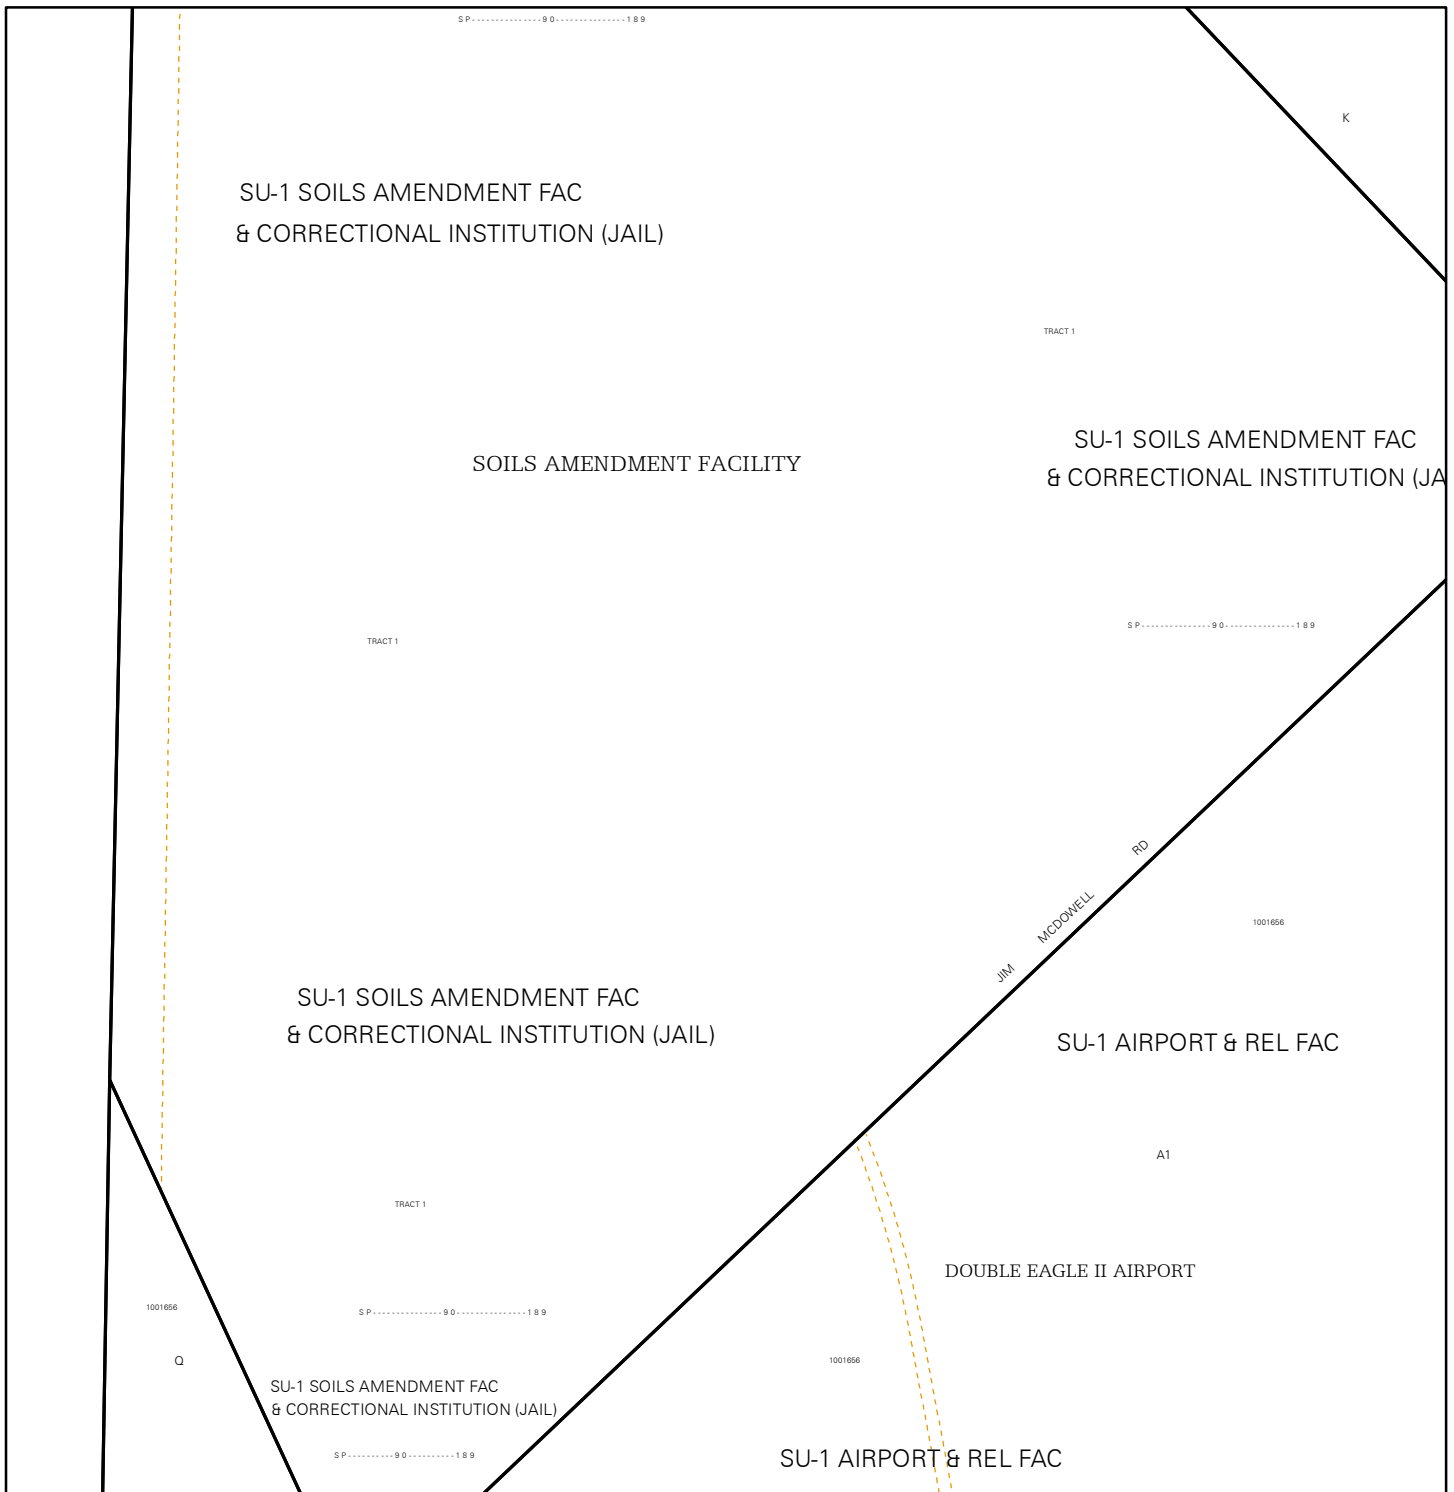 SP---------------90---------------189
K
SU-1 SOILS AMENDMENT FAC
& CORRECTIONAL INSTITUTION (JAIL)
TRACT 1
SU-1 SOILS AMENDMENT FAC
& CORRECTIONAL INSTITUTION (JA
SOILS AMENDMENT FACILITY
SP---------------90---------------189
TRACT 1
JIM MCDOWELL RD
1001656
SU-1 SOILS AMENDMENT FAC
& CORRECTIONAL INSTITUTION (JAIL)
SU-1 AIRPORT & REL FAC
A1
TRACT 1
DOUBLE EAGLE II AIRPORT
1001656
SP---------------90---------------189
Q
1001656
SU-1 SOILS AMENDMENT FAC
& CORRECTIONAL INSTITUTION (JAIL)
SP----------90----------189
SU-1 AIRPORT & REL FAC